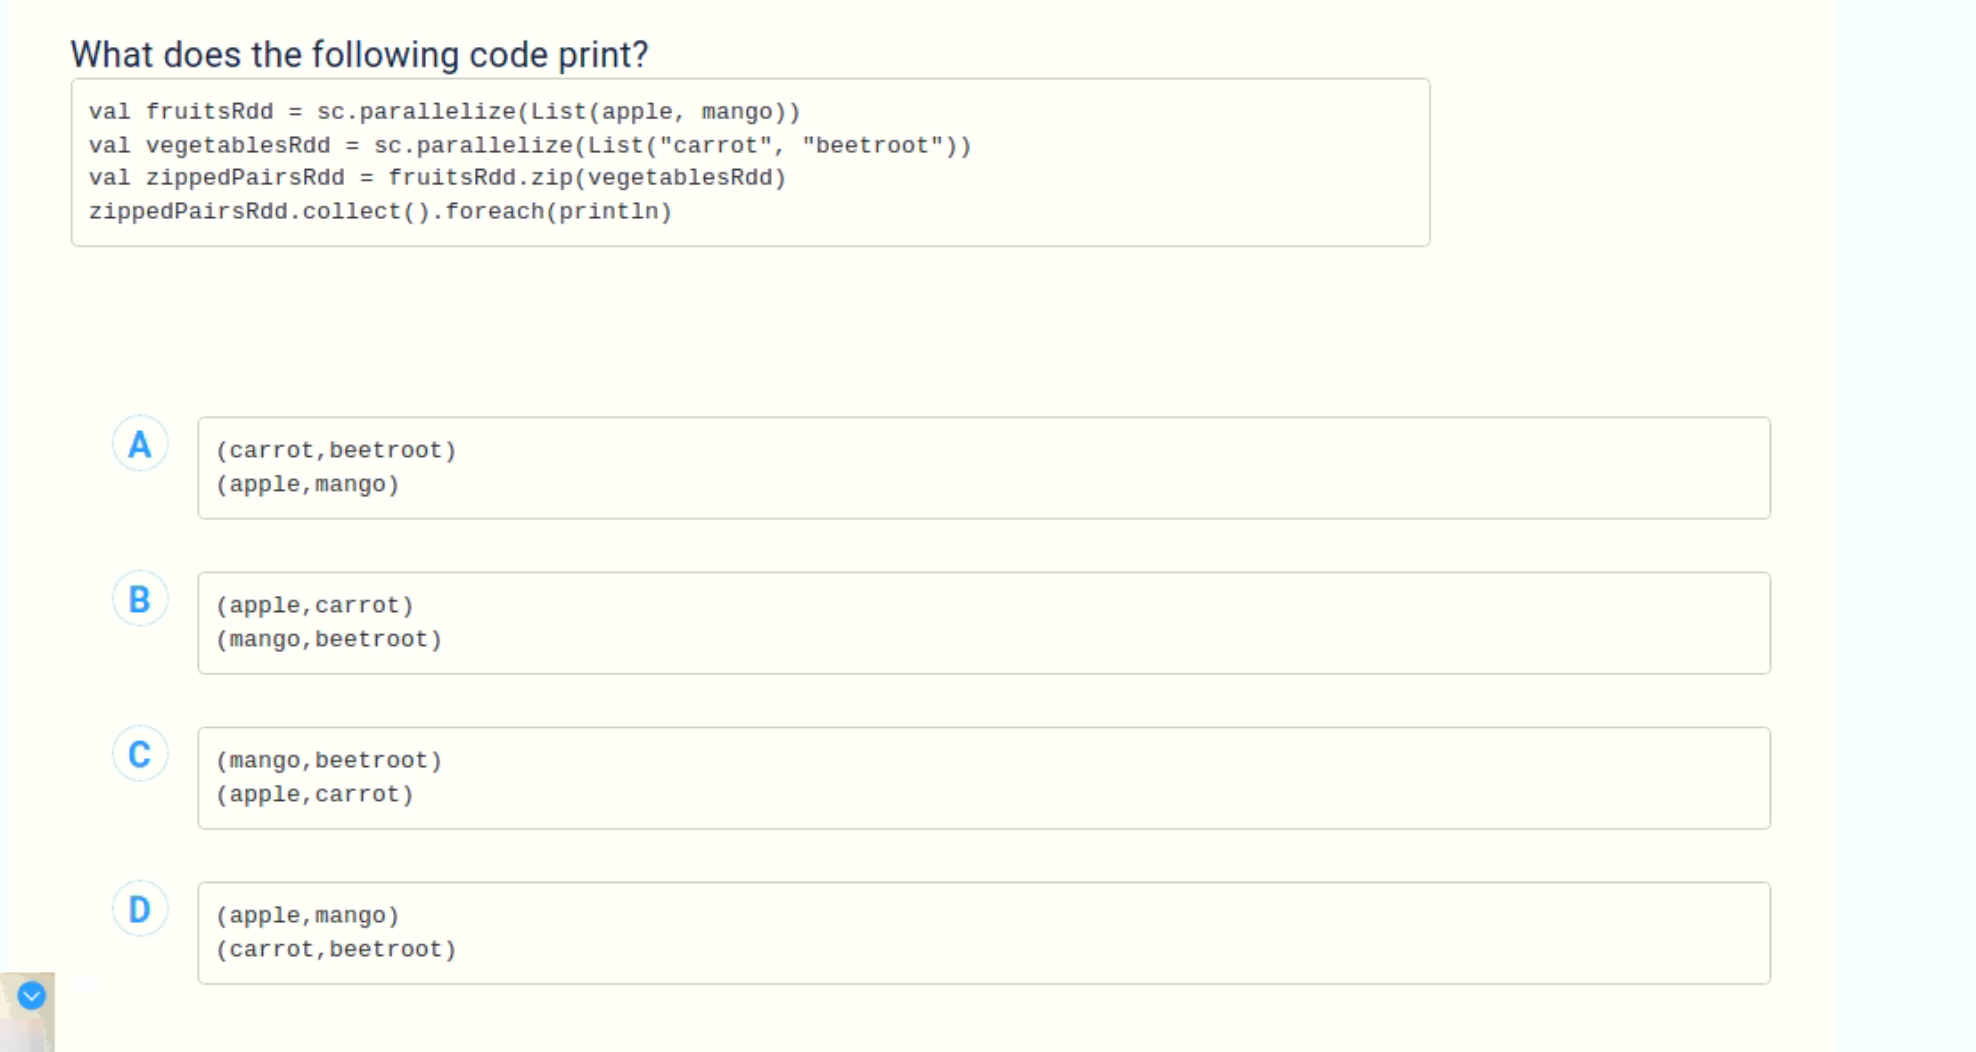 What does the following code print?
val fruitsRdd = sc.parallelize(List(apple, mango))
val vegetablesRdd = sc.parallelize(List("carrot", "beetroot"))
val zippedPairsRdd = fruitsRdd.zip(vegetablesRdd)
zippedPairsRdd.collect().foreach(println)
A
(carrot,beetroot)
(apple,mango)
B
(apple,carrot)
(mango,beetroot)
C
(mango,beetroot)
(apple,carrot)
D
(apple,mango)
(carrot,beetroot)